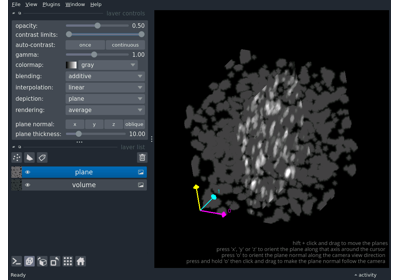 File View Plugins Window Help
layer controls
opacity: 0.50
contrast limits:
auto-contrast: once continuous
gamma: 1.00
colormap: gray
blending: additive
interpolation: linear
depiction: plane
rendering: average
plane normal: x y z oblique
plane thickness: 10.00
layer list
plane
volume
shift + click and drag to move the planes
press 'x', 'y' or 'z' to orient the plane along that axis around the cursor
press 'o' to orient the plane normal along the camera view direction
press and hold 'o' then click and drag to make the plane normal follow the camera
Ready
activity